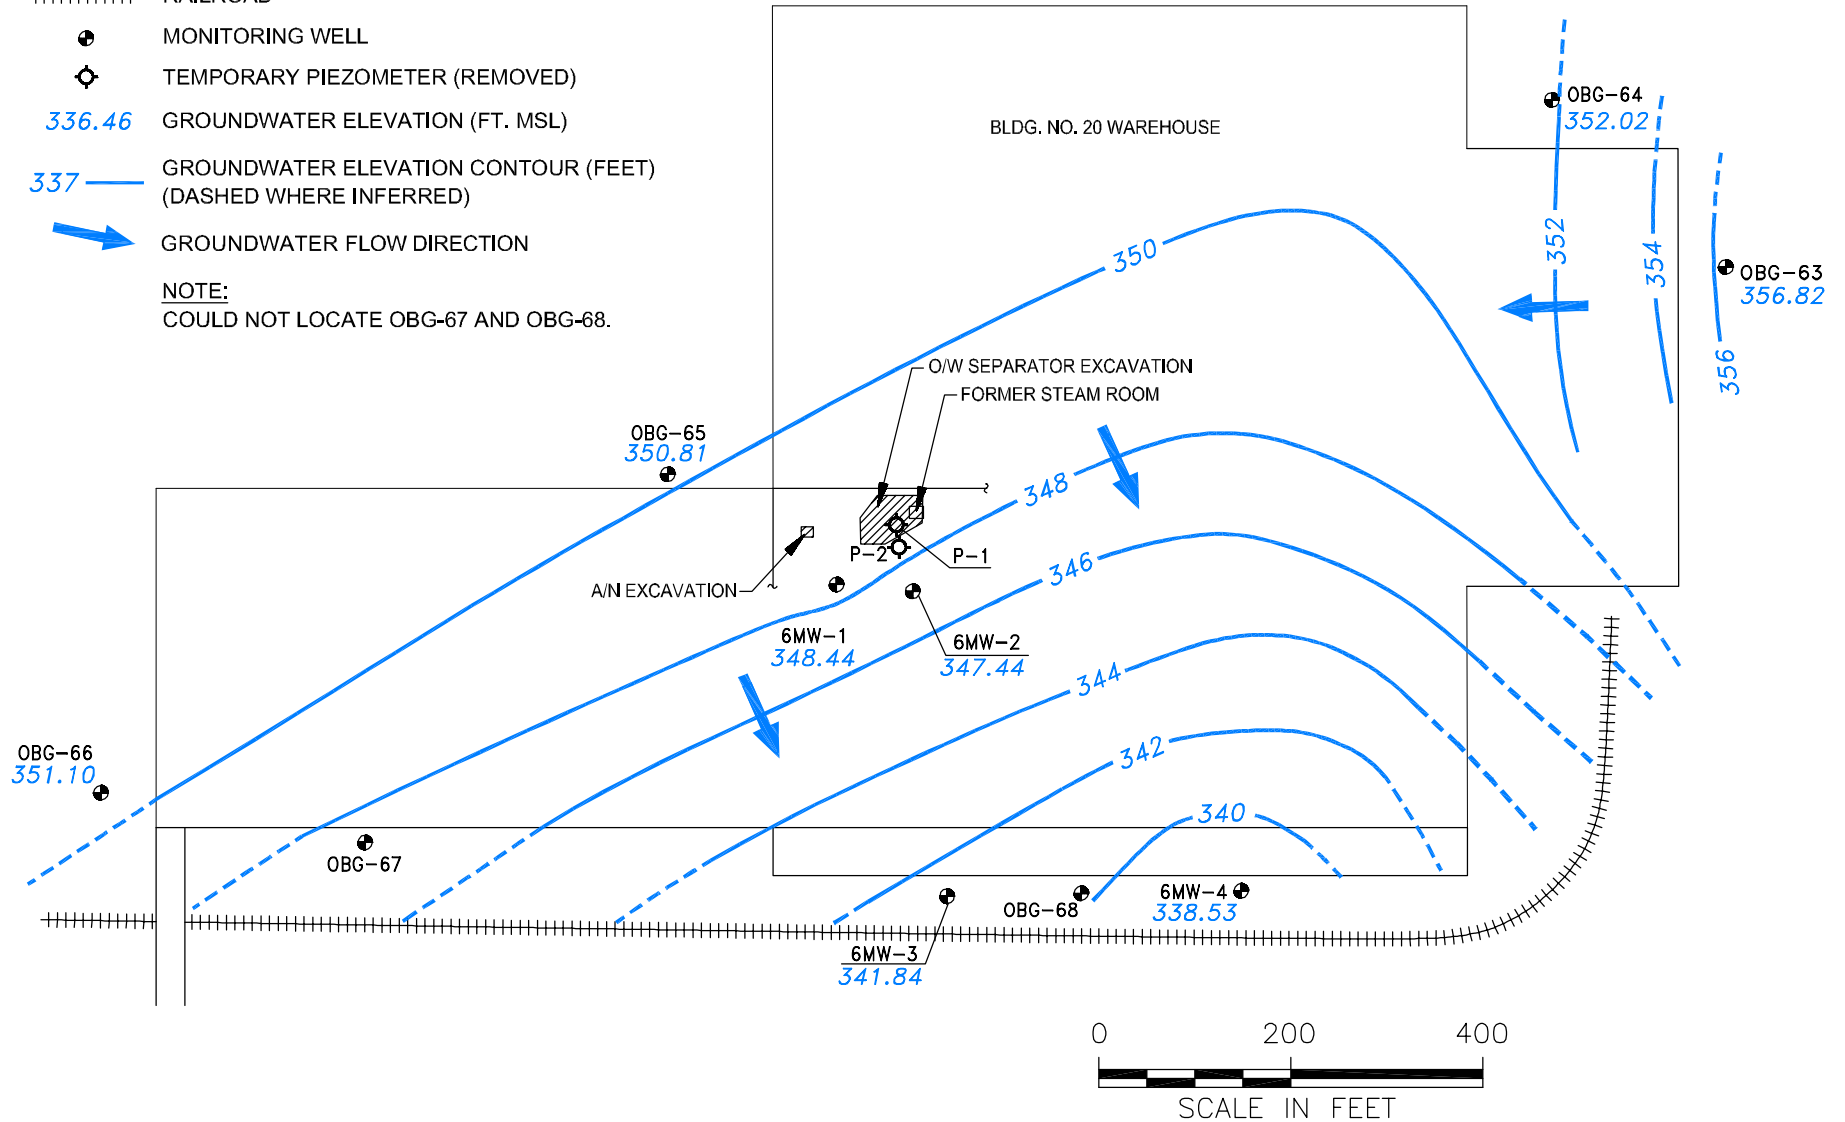 RAILROAD
MONITORING WELL
TEMPORARY PIEZOMETER (REMOVED)
336.46 GROUNDWATER ELEVATION (FT. MSL)
337 GROUNDWATER ELEVATION CONTOUR (FEET)
(DASHED WHERE INFERRED)
GROUNDWATER FLOW DIRECTION
NOTE:
COULD NOT LOCATE OBG-67 AND OBG-68.
BLDG. NO. 20 WAREHOUSE
OBG-64
352.02
OBG-63
356.82
350
352
354
356
O/W SEPARATOR EXCAVATION
FORMER STEAM ROOM
OBG-65
350.81
348
P-2
P-1
A/N EXCAVATION
346
6MW-1
348.44
6MW-2
347.44
344
342
OBG-66
351.10
340
OBG-67
OBG-68
6MW-4
338.53
6MW-3
341.84
0 200 400
SCALE IN FEET